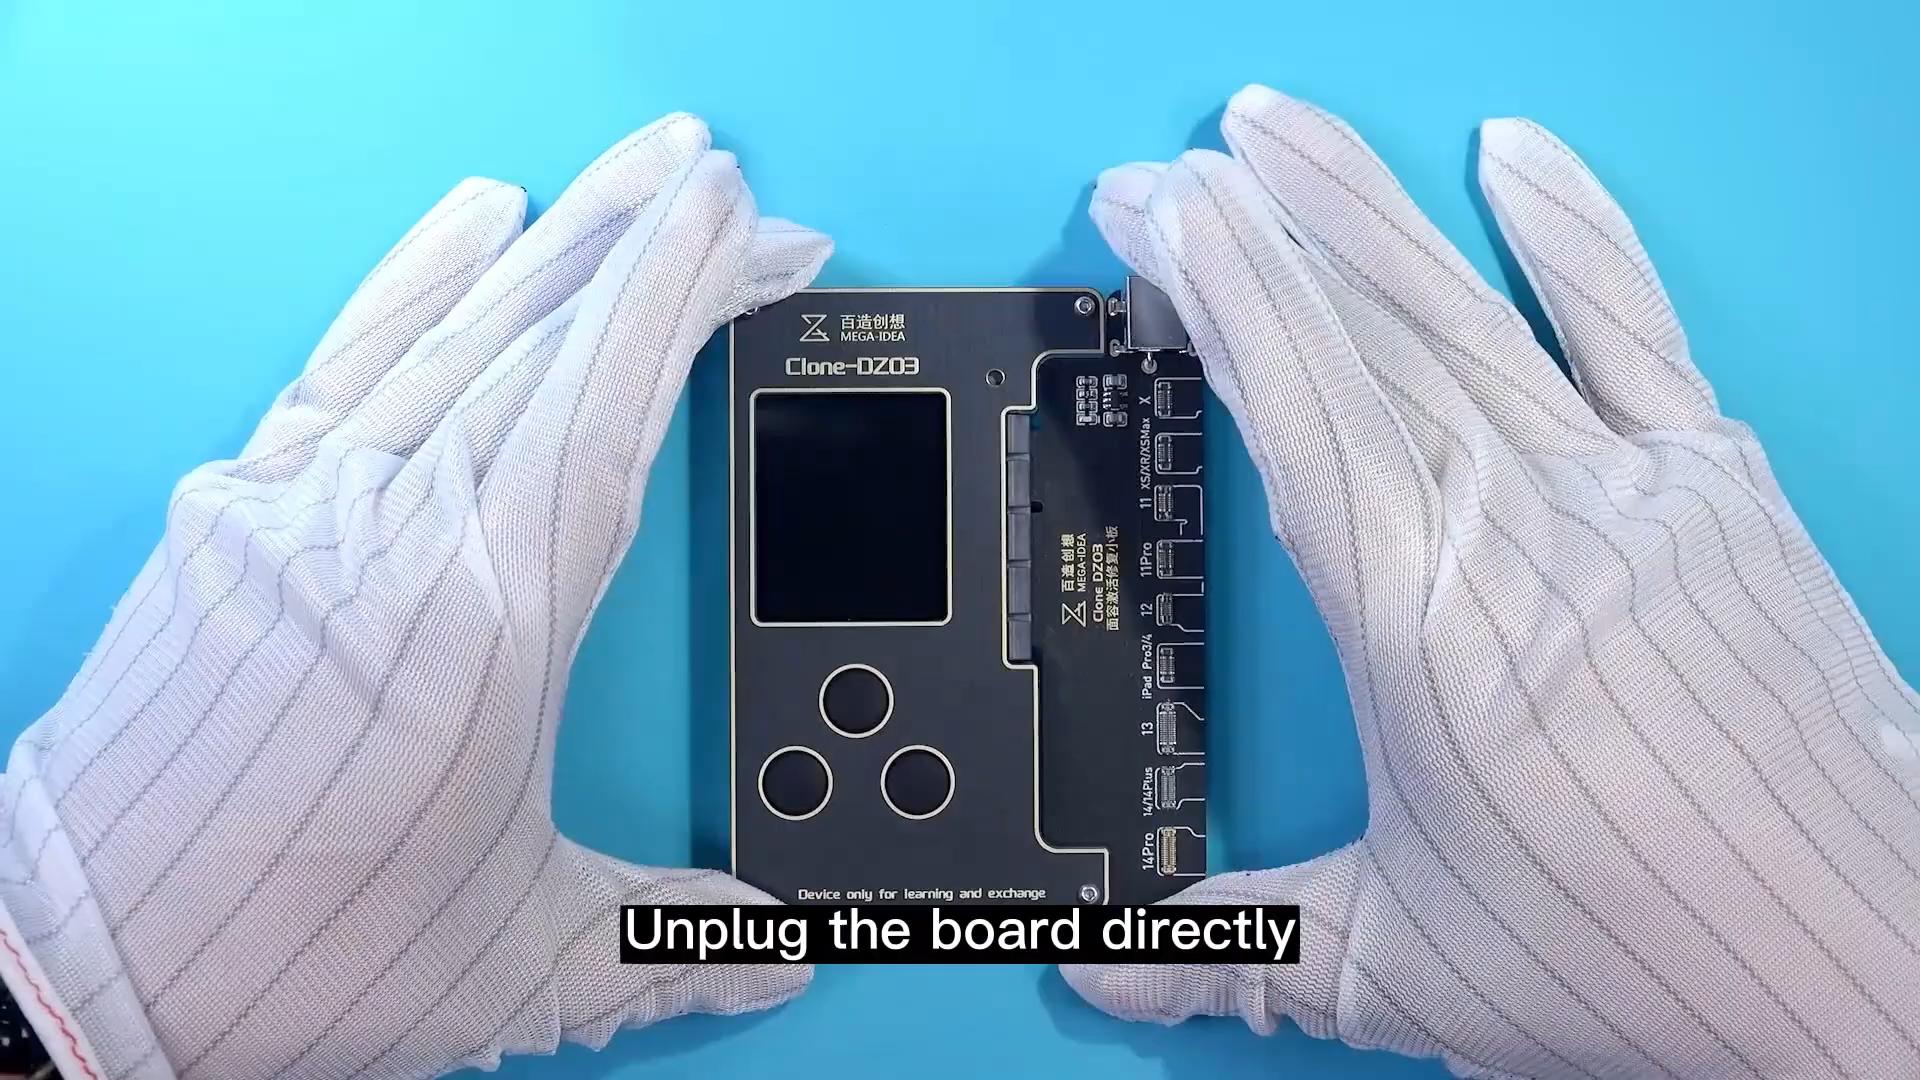 百造创想
MEGA-IDEA
Clone-DZ03
X
XS/XR/XSMax
11
11Pro
12
iPad Pro3/4
13
14/14Plus
14Pro
百造创想
MEGA-IDEA
Clone DZ03
面容激活修复小板
Device only for learning and exchange
Unplug the board directly